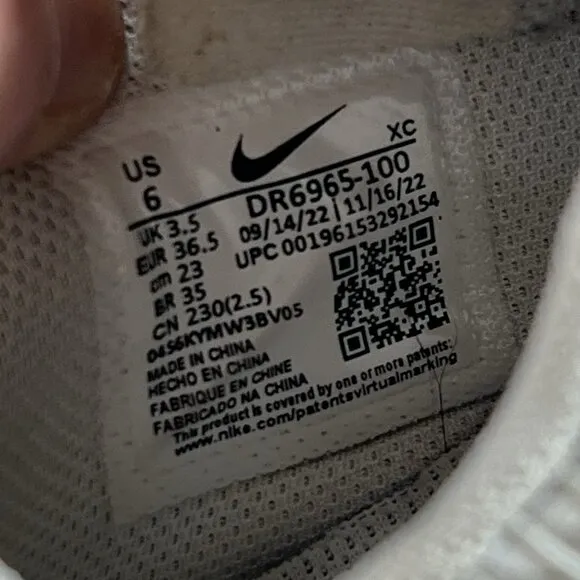 US
6
XC
UK 3.5
EUR 36.5
cm 23
BR 35
CN 230(2.5)
DR6965-100
09/14/22 | 11/16/22
UPC 00196153292154
0456KYMW3BV05
MADE IN CHINA
HECHO EN CHINA
FABRIQUE EN CHINE
FABRICADO NA CHINA
This product is covered by one or more patents:
www.nike.com/patentsvirtualmarking